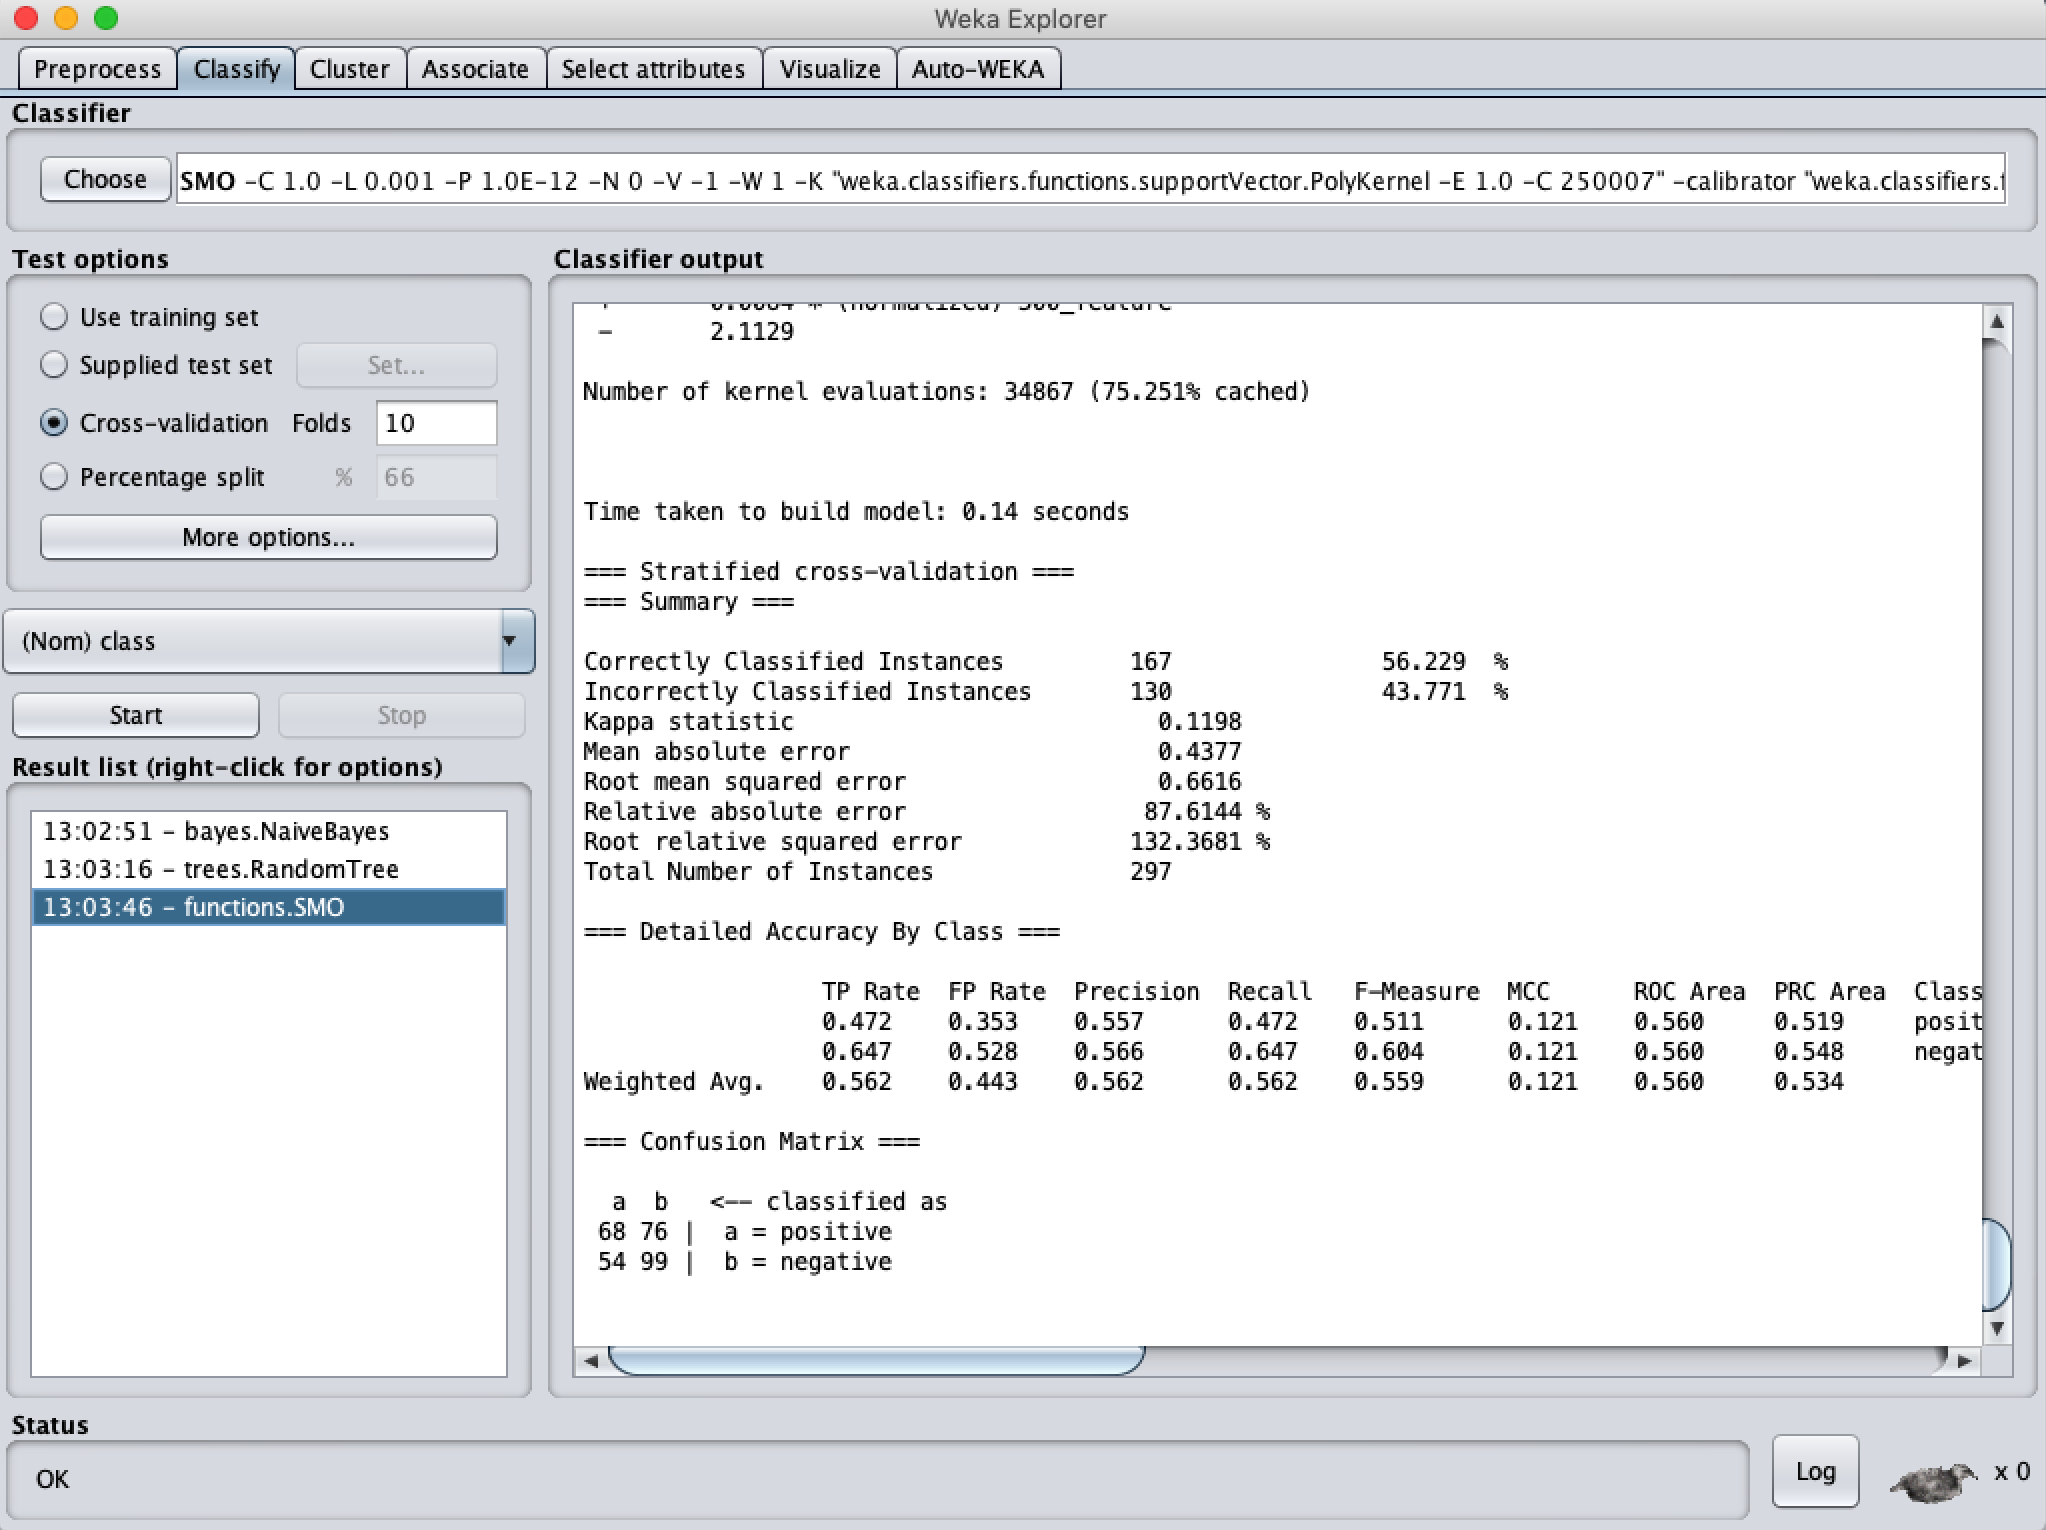 Weka Explorer
Preprocess Classify Cluster Associate Select attributes Visualize Auto-WEKA
Classifier
Choose SMO -C 1.0 -L 0.001 -P 1.0E-12 -N 0 -V -1 -W 1 -K "weka.classifiers.functions.supportVector.PolyKernel -E 1.0 -C 250007" -calibrator "weka.classifiers.f
Test options
Use training set
Supplied test set Set...
Cross-validation Folds 10
Percentage split % 66
More options...
(Nom) class
Start Stop
Result list (right-click for options)
13:02:51 - bayes.NaiveBayes
13:03:16 - trees.RandomTree
13:03:46 - functions.SMO
Classifier output
(normalized)
- 2.1129
Number of kernel evaluations: 34867 (75.251% cached)
Time taken to build model: 0.14 seconds
=== Stratified cross-validation ===
=== Summary ===
Correctly Classified Instances 167 56.229 %
Incorrectly Classified Instances 130 43.771 %
Kappa statistic 0.1198
Mean absolute error 0.4377
Root mean squared error 0.6616
Relative absolute error 87.6144 %
Root relative squared error 132.3681 %
Total Number of Instances 297
=== Detailed Accuracy By Class ===
TP Rate FP Rate Precision Recall F-Measure MCC ROC Area PRC Area Class
0.472 0.353 0.557 0.472 0.511 0.121 0.560 0.519 posit
0.647 0.528 0.566 0.647 0.604 0.121 0.560 0.548 negat
Weighted Avg. 0.562 0.443 0.562 0.562 0.559 0.121 0.560 0.534
=== Confusion Matrix ===
a b <-- classified as
68 76 | a = positive
54 99 | b = negative
Status
OK
Log x 0